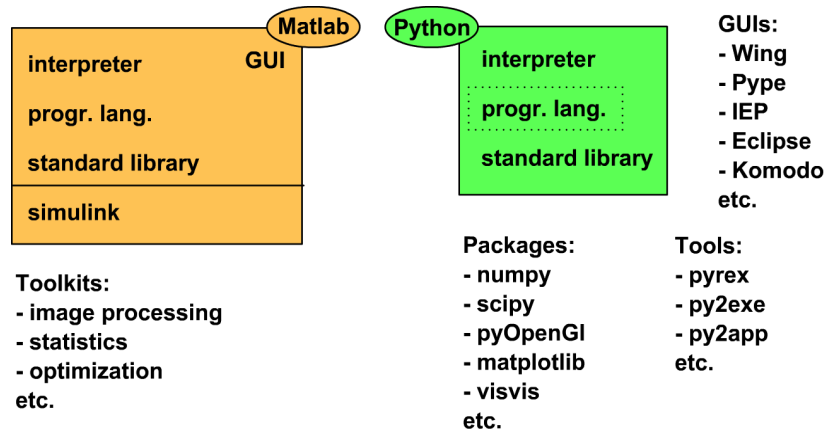 Matlab
interpreter GUI
progr. lang.
standard library
simulink
Toolkits:
- image processing
- statistics
- optimization
etc.
Python
interpreter
progr. lang.
standard library
GUIs:
- Wing
- Pype
- IEP
- Eclipse
- Komodo
etc.
Packages:
- numpy
- scipy
- pyOpenGl
- matplotlib
- visvis
etc.
Tools:
- pyrex
- py2exe
- py2app
etc.